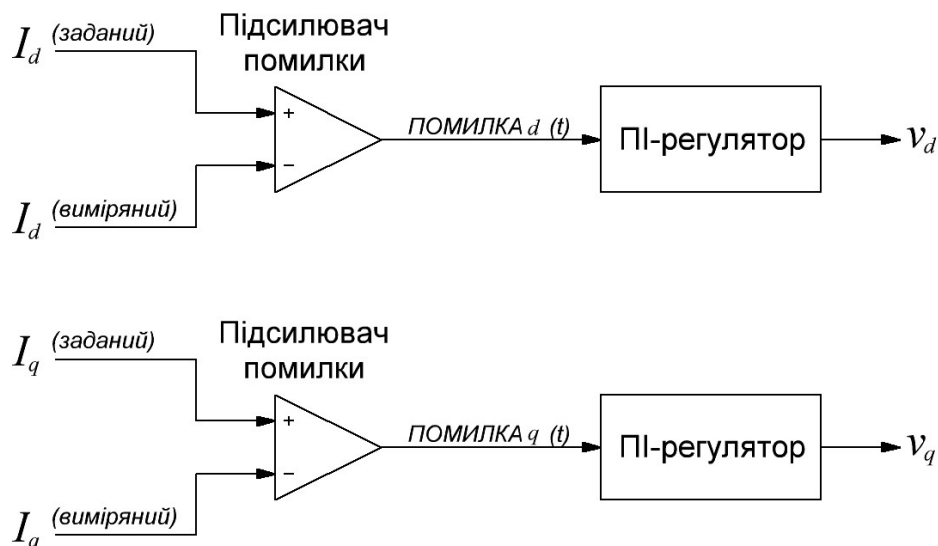 I_d (заданий)
Підсилювач
помилки
+
ПОМИЛКА d (t)
ПІ-регулятор
v_d
−
I_d (виміряний)
I_q (заданий)
Підсилювач
помилки
+
ПОМИЛКА q (t)
ПІ-регулятор
v_q
−
I_q (виміряний)